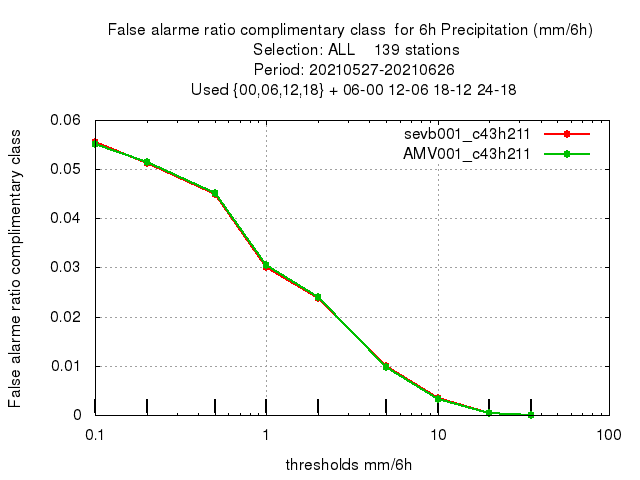 False alarme ratio complimentary class  for 6h Precipitation (mm/6h)
Selection: ALL    139 stations
Period: 20210527-20210626
Used {00,06,12,18} + 06-00 12-06 18-12 24-18
sevb001_c43h211
AMV001_c43h211
False alarme ratio complimentary class
0.06
0.05
0.04
0.03
0.02
0.01
0
0.1
1
10
100
thresholds mm/6h